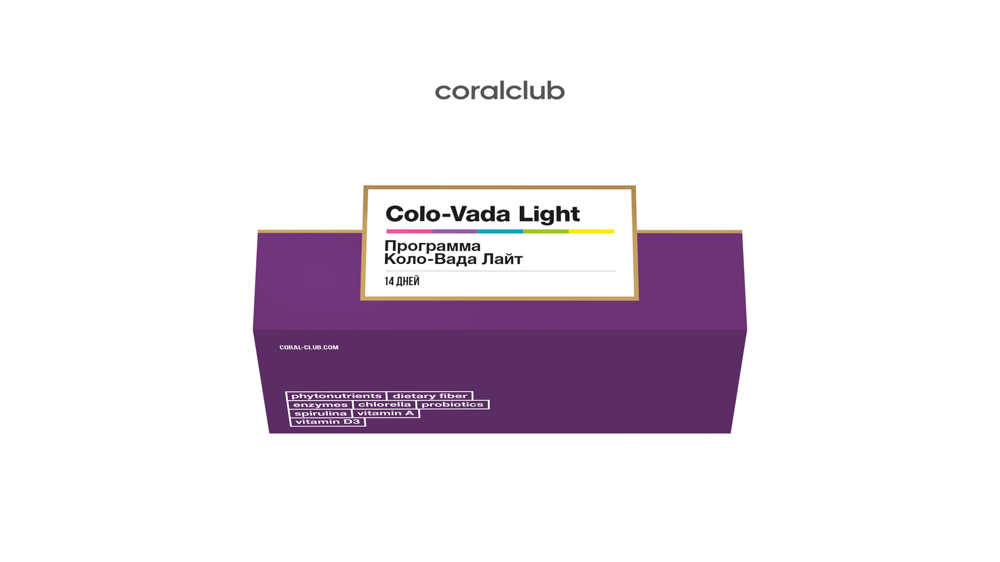 coralclub
Colo-Vada Light
Программа
Коло-Вада Лайт
14 ДНЕЙ
CORAL-CLUB.COM
phytonutrients dietary fiber
enzymes chlorella probiotics
spirulina vitamin A
vitamin D3